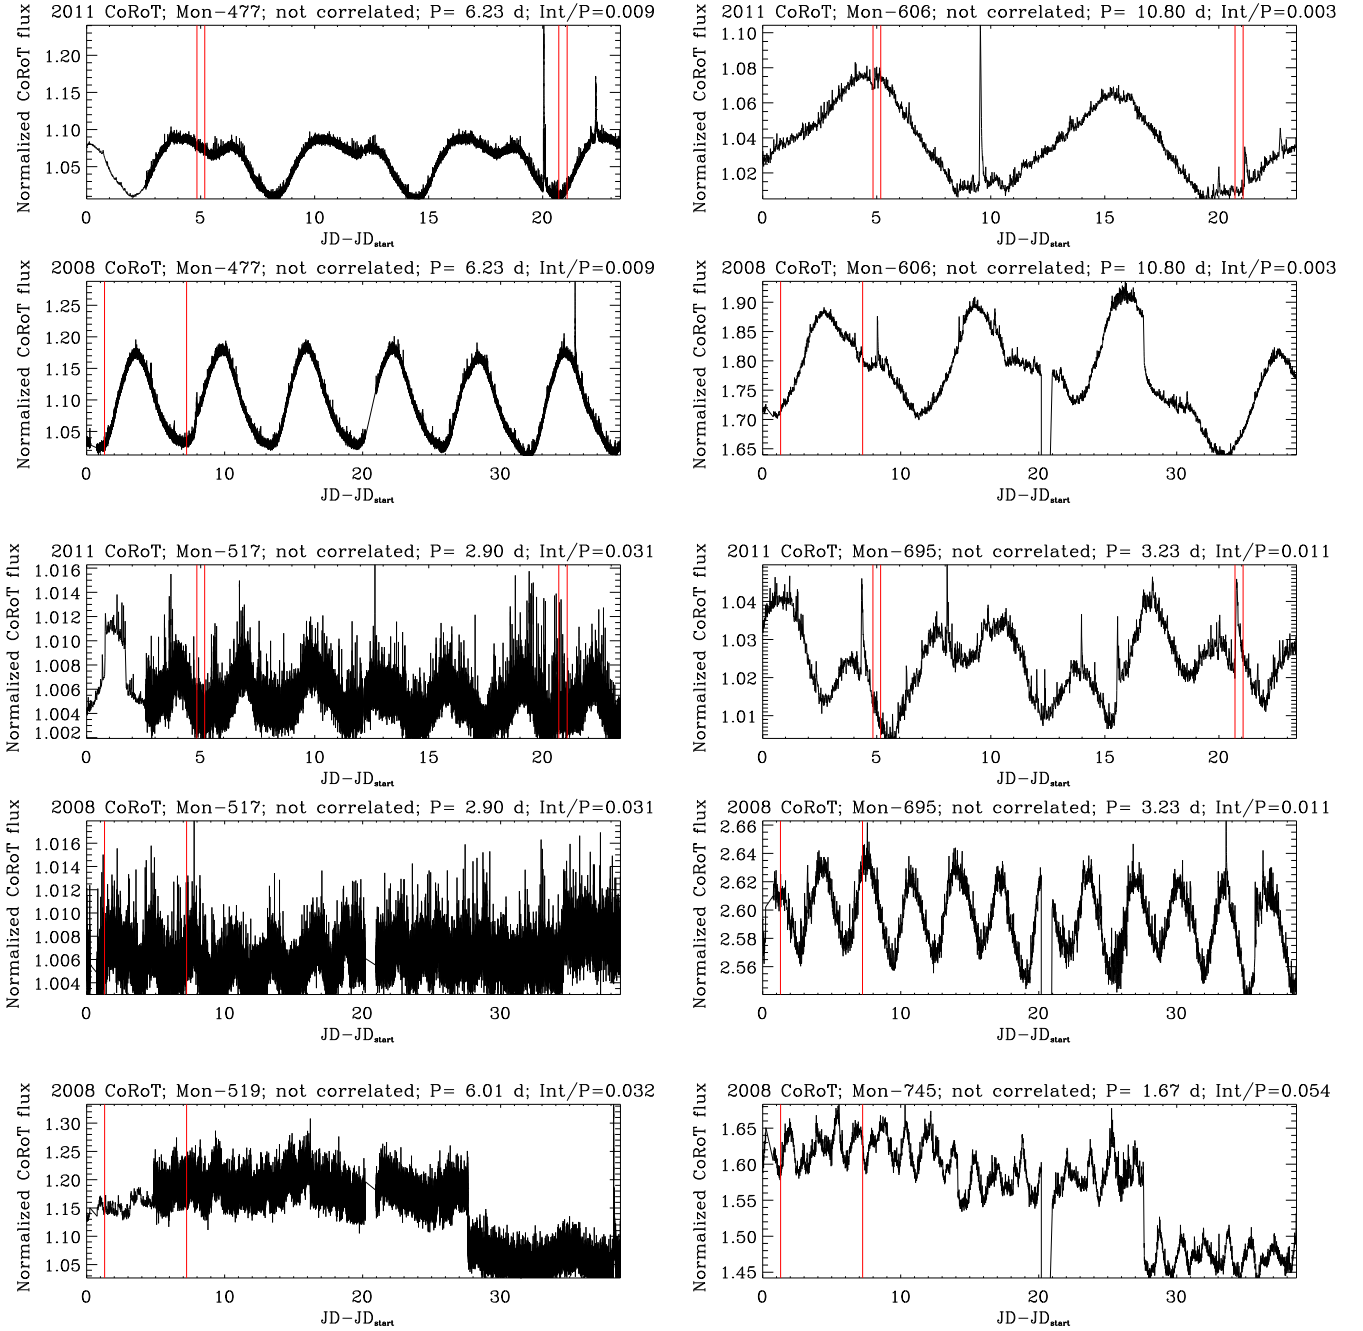 2011 CoRoT; Mon-477; not correlated; P= 6.23 d; Int/P=0.009
Normalized CoRoT flux
1.20
1.15
1.10
1.05
0 5 10 15 20
JD-JDstart
2011 CoRoT; Mon-606; not correlated; P= 10.80 d; Int/P=0.003
Normalized CoRoT flux
1.10
1.08
1.06
1.04
1.02
0 5 10 15 20
JD-JDstart
2008 CoRoT; Mon-477; not correlated; P= 6.23 d; Int/P=0.009
Normalized CoRoT flux
1.25
1.20
1.15
1.10
1.05
0 10 20 30
JD-JDstart
2008 CoRoT; Mon-606; not correlated; P= 10.80 d; Int/P=0.003
Normalized CoRoT flux
1.90
1.85
1.80
1.75
1.70
1.65
0 10 20 30
JD-JDstart
2011 CoRoT; Mon-517; not correlated; P= 2.90 d; Int/P=0.031
Normalized CoRoT flux
1.016
1.014
1.012
1.010
1.008
1.006
1.004
1.002
0 5 10 15 20
JD-JDstart
2011 CoRoT; Mon-695; not correlated; P= 3.23 d; Int/P=0.011
Normalized CoRoT flux
1.04
1.03
1.02
1.01
0 5 10 15 20
JD-JDstart
2008 CoRoT; Mon-517; not correlated; P= 2.90 d; Int/P=0.031
Normalized CoRoT flux
1.016
1.014
1.012
1.010
1.008
1.006
1.004
0 10 20 30
JD-JDstart
2008 CoRoT; Mon-695; not correlated; P= 3.23 d; Int/P=0.011
Normalized CoRoT flux
2.66
2.64
2.62
2.60
2.58
2.56
0 10 20 30
JD-JDstart
2008 CoRoT; Mon-519; not correlated; P= 6.01 d; Int/P=0.032
Normalized CoRoT flux
1.30
1.25
1.20
1.15
1.10
1.05
0 10 20 30
JD-JDstart
2008 CoRoT; Mon-745; not correlated; P= 1.67 d; Int/P=0.054
Normalized CoRoT flux
1.65
1.60
1.55
1.50
1.45
0 10 20 30
JD-JDstart